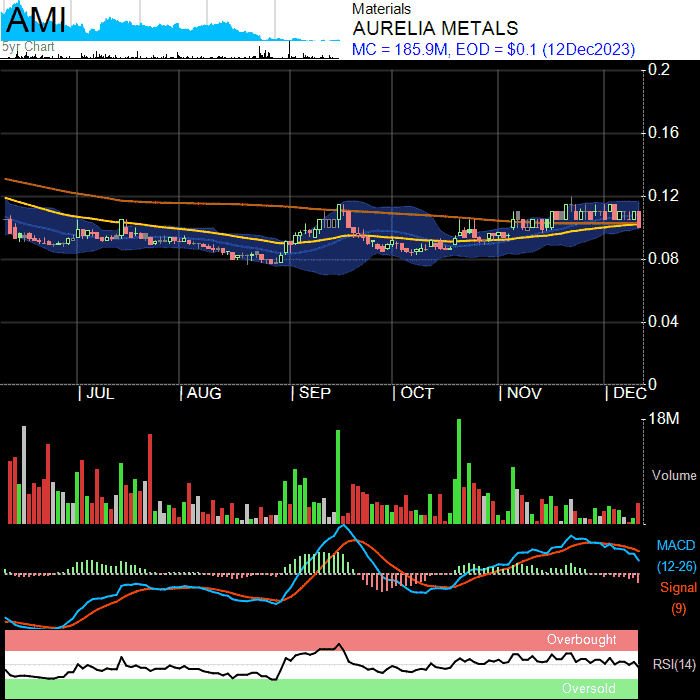 AMI
5yr Chart
Materials
AURELIA METALS
MC = 185.9M, EOD = $0.1 (12Dec2023)
0.2
0.16
0.12
0.08
0.04
0
| JUL | AUG | SEP | OCT | NOV | DEC
18M
Volume
MACD
(12-26)
Signal
(9)
Overbought
RSI(14)
Oversold